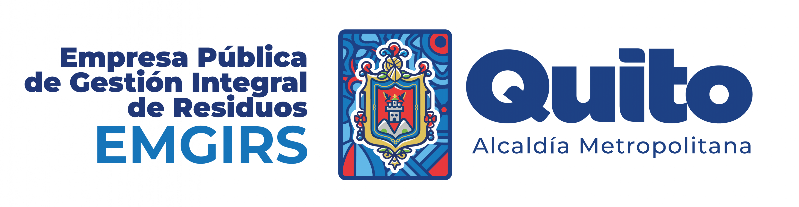 Empresa Pública
de Gestión Integral
de Residuos
EMGIRS
Quito
Alcaldía Metropolitana